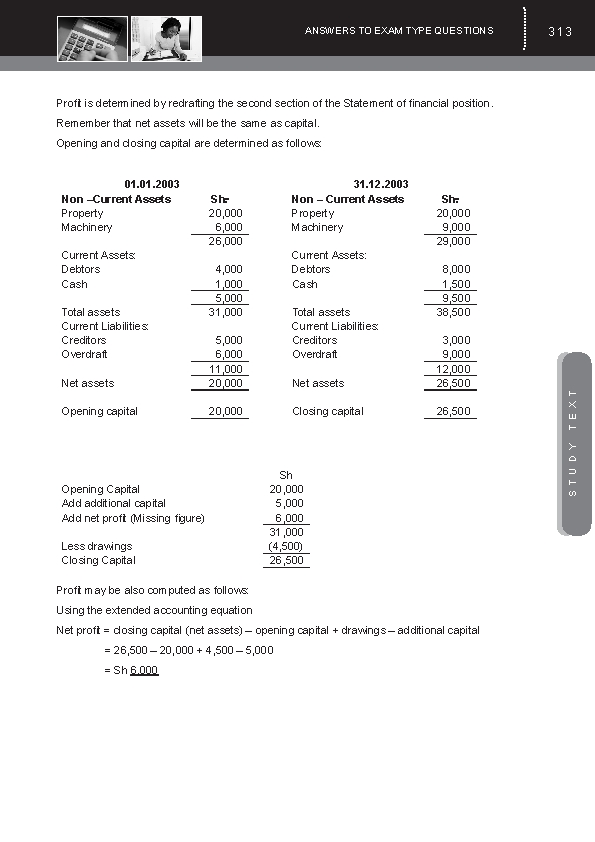 ANSWERS TO EXAM TYPE QUESTIONS 313
Profit is determined by redrafting the second section of the Statement of financial position.
Remember that net assets will be the same as capital.
Opening and closing capital are determined as follows:
01.01.2003 31.12.2003
Non –Current Assets Sh. Non – Current Assets Sh.
Property 20,000 Property 20,000
Machinery 6,000 Machinery 9,000
26,000 29,000
Current Assets: Current Assets:
Debtors 4,000 Debtors 8,000
Cash 1,000 Cash 1,500
5,000 9,500
Total assets 31,000 Total assets 38,500
Current Liabilities: Current Liabilities:
Creditors 5,000 Creditors 3,000
Overdraft 6,000 Overdraft 9,000
11,000 12,000
Net assets 20,000 Net assets 26,500
Opening capital 20,000 Closing capital 26,500
STUDY TEXT
Sh
Opening Capital 20,000
Add additional capital 5,000
Add net profit (Missing figure) 6,000
31,000
Less drawings (4,500)
Closing Capital 26,500
Profit may be also computed as follows:
Using the extended accounting equation
Net profit = closing capital (net assets) – opening capital + drawings – additional capital
= 26,500 – 20,000 + 4,500 – 5,000
= Sh 6,000